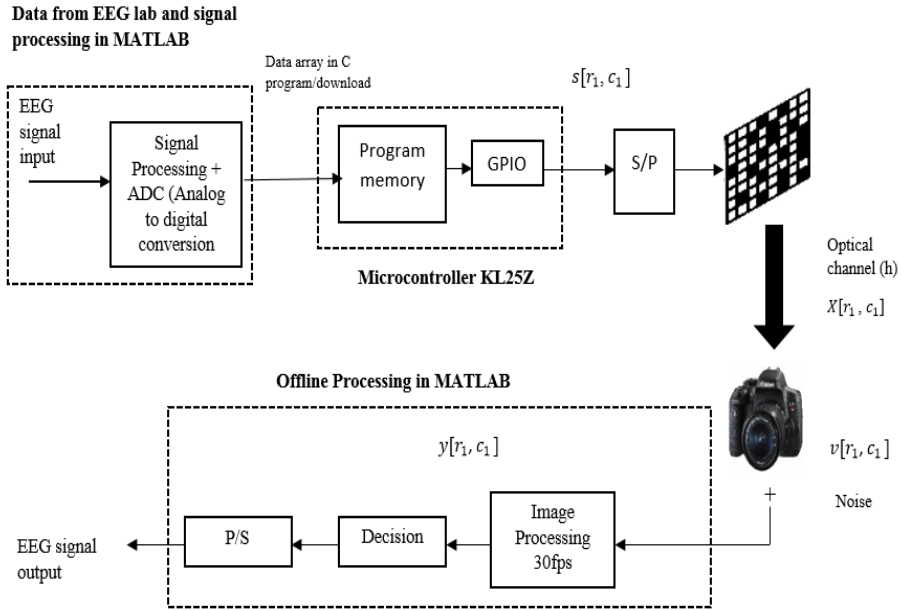 Data from EEG lab and signal
processing in MATLAB
Data array in C
program/download
s[r₁, c₁]
EEG
signal
input
Signal
Processing +
ADC (Analog
to digital
conversion
Program
memory
GPIO
S/P
Microcontroller KL25Z
Optical
channel (h)
X[r₁, c₁]
Offline Processing in MATLAB
Canon
y[r₁, c₁]
v[r₁, c₁]
+
Noise
P/S
Decision
Image
Processing
30fps
EEG signal
output